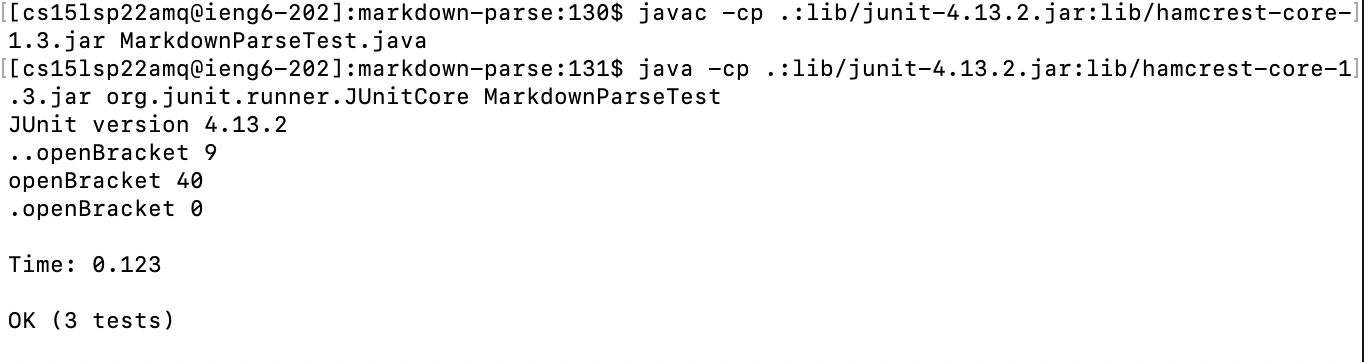 [[cs15lsp22amq@ieng6-202]:markdown-parse:130$ javac -cp .:lib/junit-4.13.2.jar:lib/hamcrest-core-]
1.3.jar MarkdownParseTest.java
[[cs15lsp22amq@ieng6-202]:markdown-parse:131$ java -cp .:lib/junit-4.13.2.jar:lib/hamcrest-core-1]
.3.jar org.junit.runner.JUnitCore MarkdownParseTest
JUnit version 4.13.2
..openBracket 9
openBracket 40
.openBracket 0
Time: 0.123
OK (3 tests)